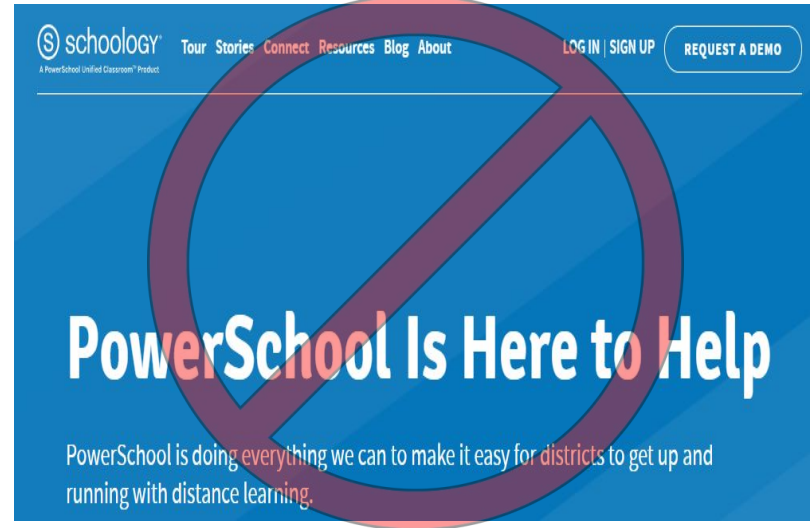 schoology®
A PowerSchool Unified Classroom™ Product
Tour Stories Connect Resources Blog About
LOG IN | SIGN UP
REQUEST A DEMO
PowerSchool Is Here to Help
PowerSchool is doing everything we can to make it easy for districts to get up and
running with distance learning.